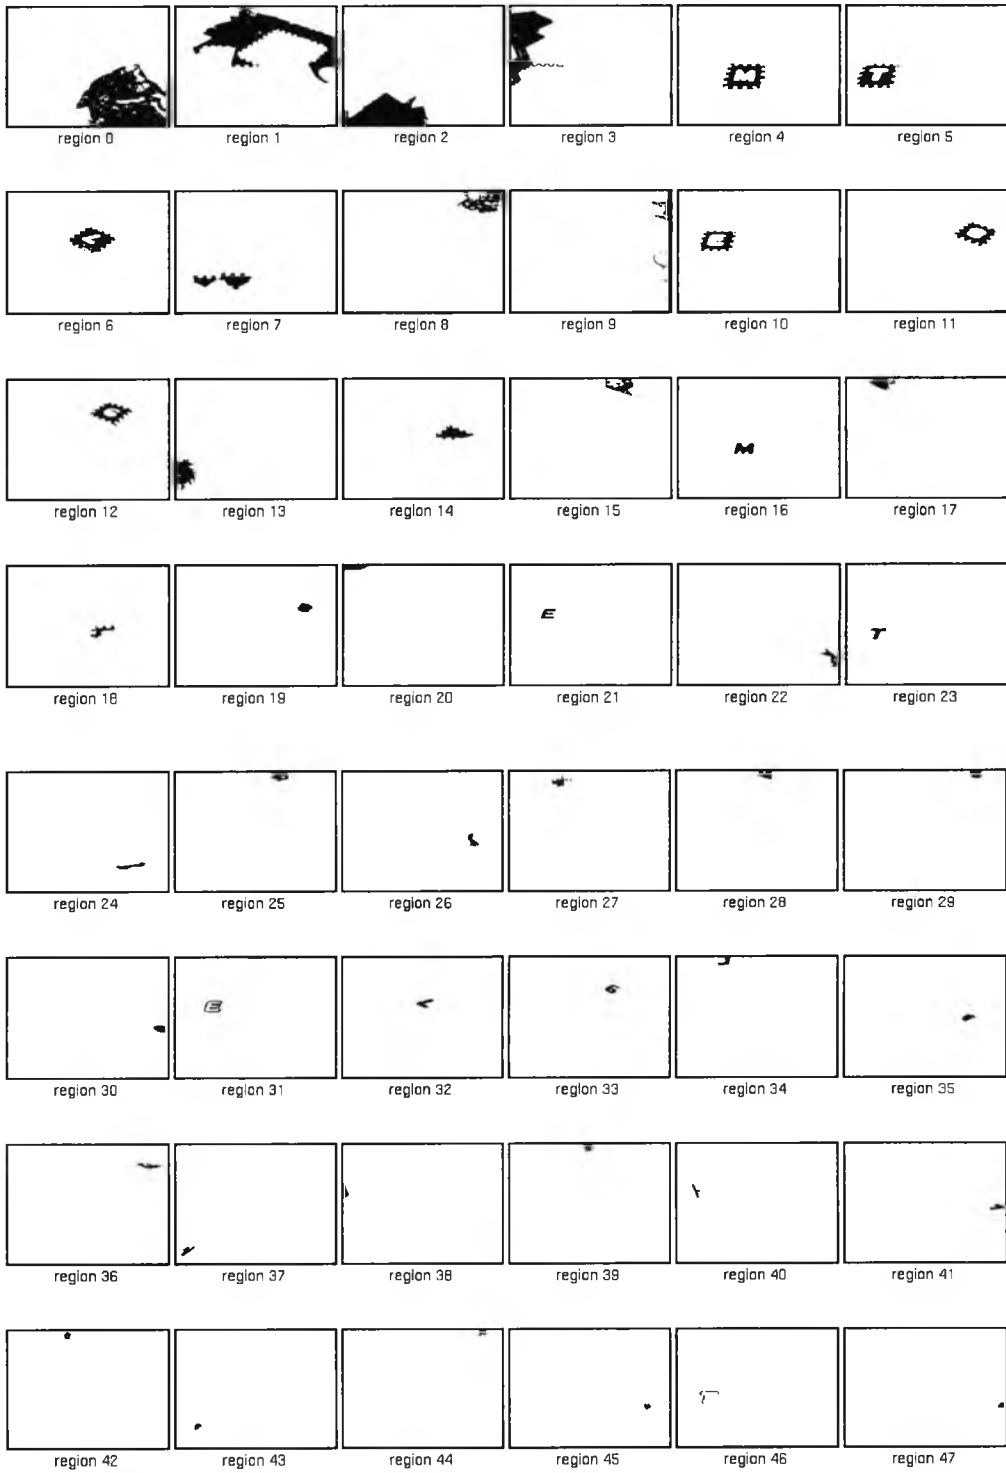 M T
region 0 region 1 region 2 region 3 region 4 region 5
region 6 region 7 region 8 region 9 region 10 region 11
M
region 12 region 13 region 14 region 15 region 16 region 17
E T
region 18 region 19 region 20 region 21 region 22 region 23
region 24 region 25 region 26 region 27 region 28 region 29
E
region 30 region 31 region 32 region 33 region 34 region 35
region 36 region 37 region 38 region 39 region 40 region 41
region 42 region 43 region 44 region 45 region 46 region 47